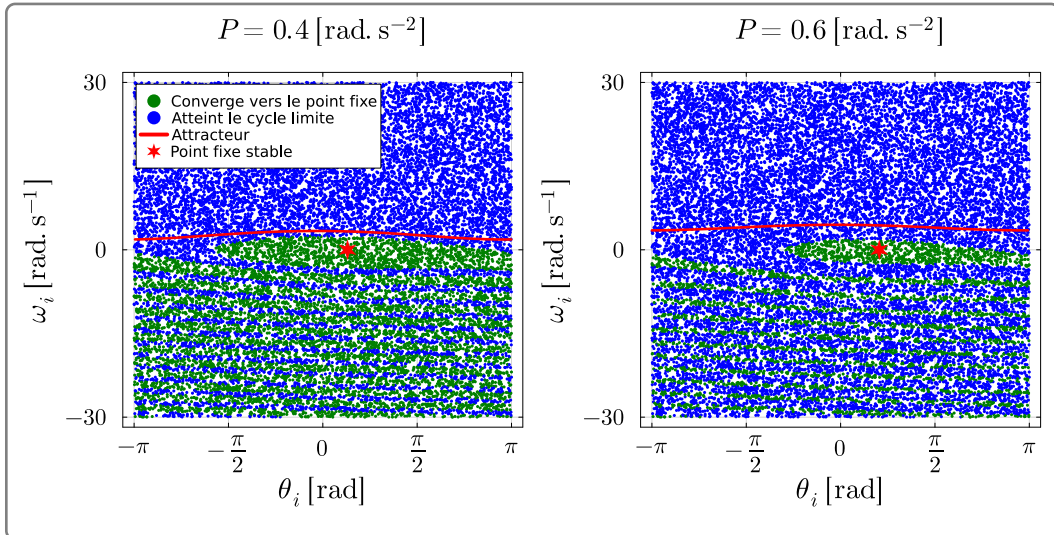 P = 0.4 [rad. s⁻²]
30
0
−30
ω_i [rad. s⁻¹]
Converge vers le point fixe
Atteint le cycle limite
Attracteur
Point fixe stable
−π
−π/2
0
π/2
π
θ_i [rad]
P = 0.6 [rad. s⁻²]
30
0
−30
ω_i [rad. s⁻¹]
−π
−π/2
0
π/2
π
θ_i [rad]